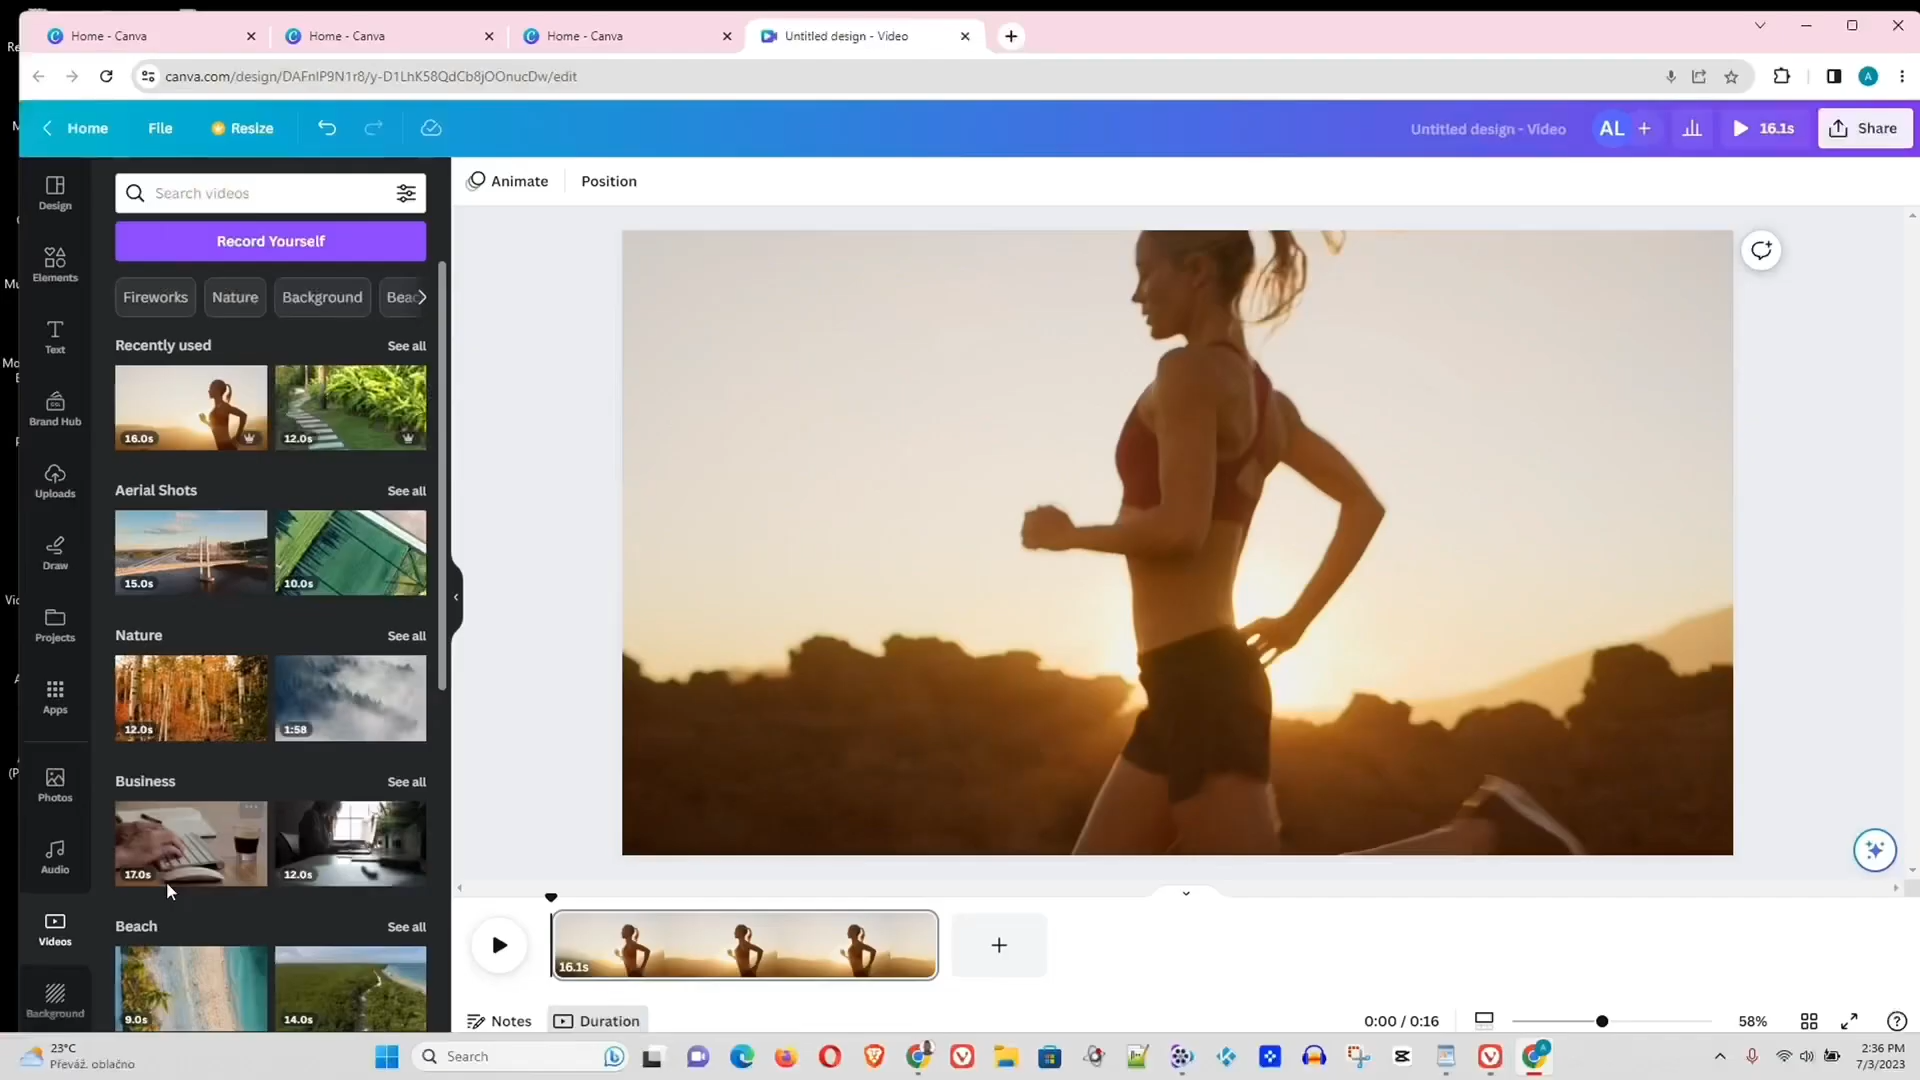 Home - Canva
Home - Canva
Home - Canva
Untitled design - Video
canva.com/design/DAFnIP9N1r8/y-D1LhK58QdCb8jOOnucDw/edit
A
Home
File
Resize
Untitled design - Video
AL
16.1s
Share
Design
Elements
Text
Brand Hub
Uploads
Draw
Projects
Apps
Photos
Audio
Videos
Background
Search videos
Record Yourself
Fireworks
Nature
Background
Beac
Recently used
See all
16.0s
12.0s
Aerial Shots
See all
15.0s
10.0s
Nature
See all
12.0s
1:58
Business
See all
17.0s
12.0s
Beach
See all
9.0s
14.0s
Animate
Position
16.1s
Notes
Duration
0:00 / 0:16
58%
23°C
Převáž. oblačno
Search
2:36 PM
7/3/2023